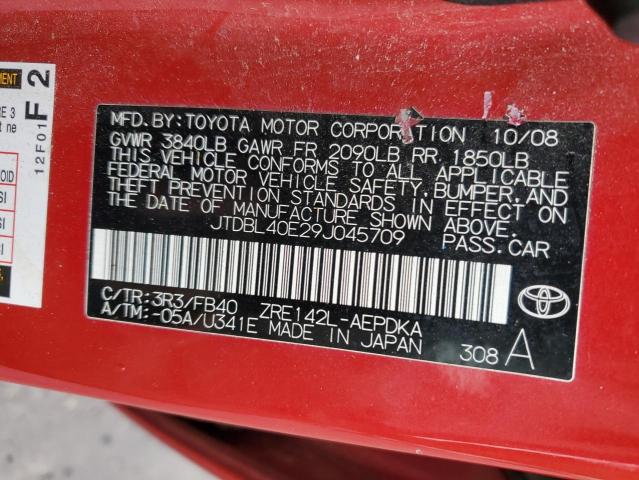 MFD.BY:TOYOTA MOTOR CORPORATION 10/08
GVWR 3840LB GAWR FR 2090LB RR 1850LB
THIS VEHICLE CONFORMS TO ALL APPLICABLE
FEDERAL MOTOR VEHICLE SAFETY,BUMPER,AND
THEFT PREVENTION STANDARDS IN EFFECT ON
THE DATE OF MANUFACTURE SHOWN ABOVE.
JTDBL40E29J045709 PASS.CAR
C/TR:3R3/FB40 ZRE142L-AEPDKA
A/TM:-05A/U341E MADE IN JAPAN
308 A
12F01
F 2